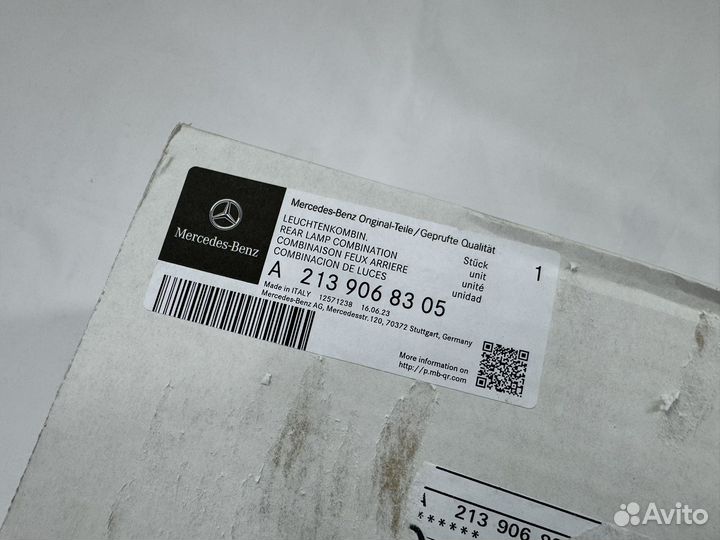 Mercedes-Benz
Mercedes-Benz Original-Teile/Geprüfte Qualität
LEUCHTENKOMBIN.
REAR LAMP COMBINATION
COMBINAISON FEUX ARRIERE
COMBINACION DE LUCES
Stück
unit
unité
unidad
1
A 213 906 83 05
Made in ITALY 12571238 16.06.23
Mercedes-Benz AG, Mercedesstr.120, 70372 Stuttgart, Germany
More information on
http://p.mb-qr.com
A 213 906
******
Avito